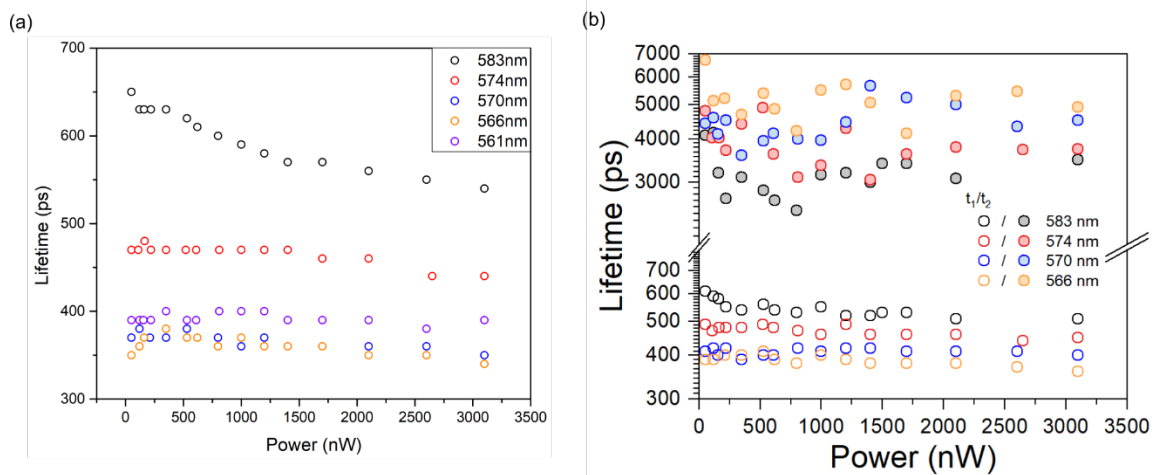 (a)
700
600
500
400
300
Lifetime (ps)
0 500 1000 1500 2000 2500 3000 3500
Power (nW)
583nm
574nm
570nm
566nm
561nm
(b)
7000
6000
5000
4000
3000
700
600
500
400
300
Lifetime (ps)
0 500 1000 1500 2000 2500 3000 3500
Power (nW)
t₁/t₂
/ 583 nm
/ 574 nm
/ 570 nm
/ 566 nm